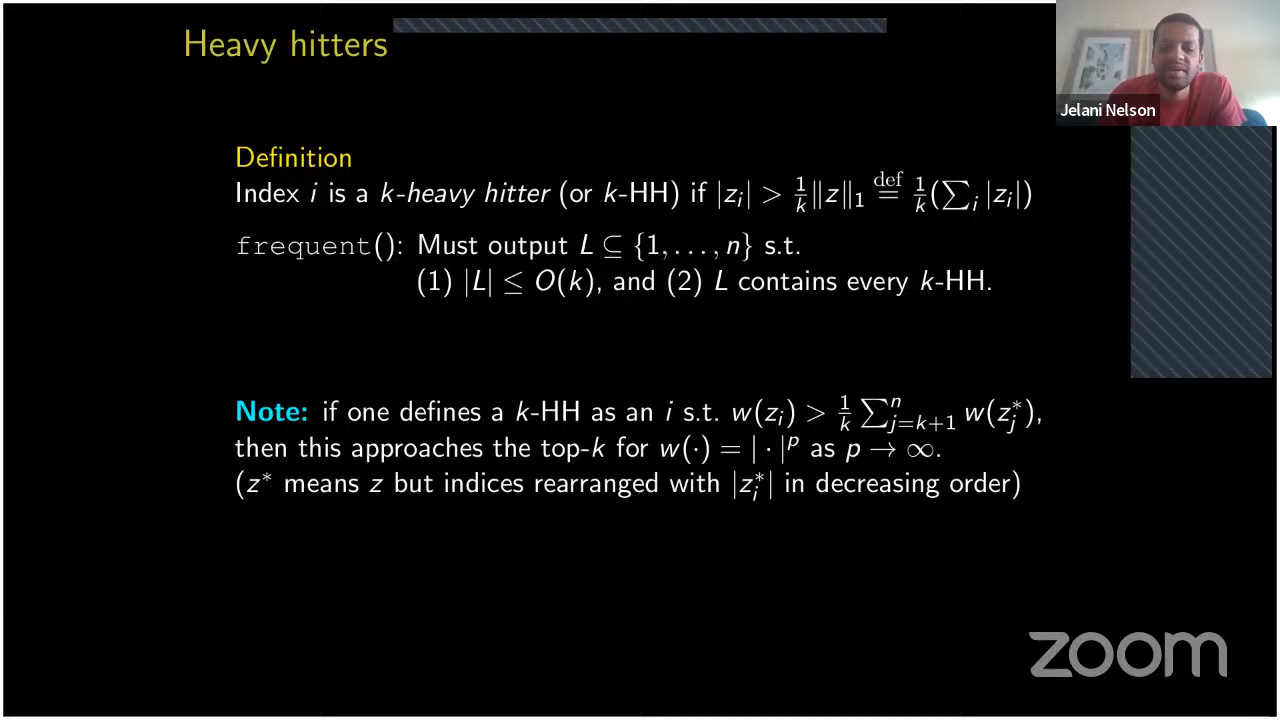 Heavy hitters
Jelani Nelson
Definition
Index i is a k-heavy hitter (or k-HH) if |z_i| > 1/k ‖z‖_1 def= 1/k (∑_i |z_i|)
frequent(): Must output L ⊆ {1, . . . , n} s.t.
(1) |L| ≤ O(k), and (2) L contains every k-HH.
Note: if one defines a k-HH as an i s.t. w(z_i) > 1/k ∑_{j=k+1}^n w(z_j^*),
then this approaches the top-k for w(·) = | · |^p as p → ∞.
(z* means z but indices rearranged with |z_i^*| in decreasing order)
zoom